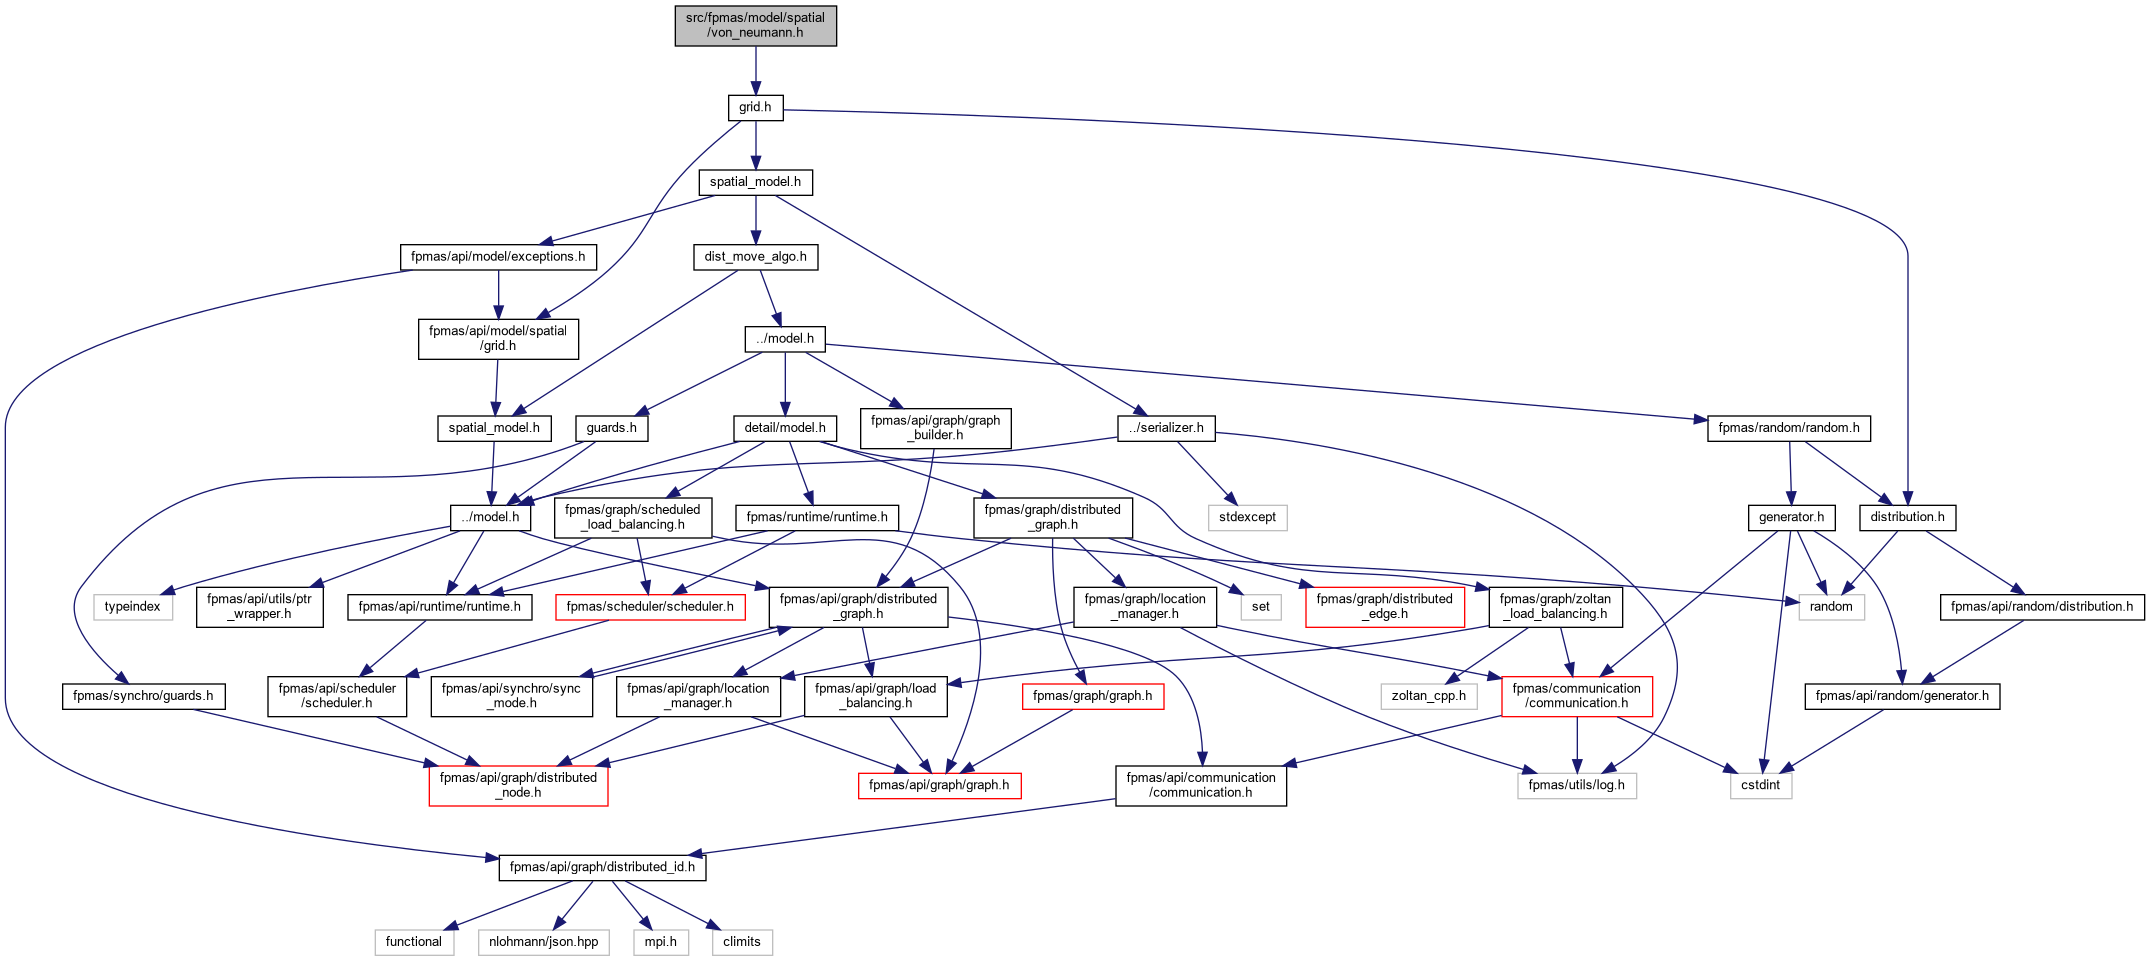 src/fpmas/model/spatial
/von_neumann.h
grid.h
spatial_model.h
fpmas/api/model/exceptions.h
dist_move_algo.h
fpmas/api/model/spatial
/grid.h
../model.h
spatial_model.h
guards.h
detail/model.h
fpmas/api/graph/graph
_builder.h
../serializer.h
fpmas/random/random.h
../model.h
fpmas/graph/scheduled
_load_balancing.h
fpmas/runtime/runtime.h
fpmas/graph/distributed
_graph.h
stdexcept
generator.h
distribution.h
typeindex
fpmas/api/utils/ptr
_wrapper.h
fpmas/api/runtime/runtime.h
fpmas/scheduler/scheduler.h
fpmas/api/graph/distributed
_graph.h
fpmas/graph/location
_manager.h
set
fpmas/graph/distributed
_edge.h
fpmas/graph/zoltan
_load_balancing.h
random
fpmas/api/random/distribution.h
fpmas/synchro/guards.h
fpmas/api/scheduler
/scheduler.h
fpmas/api/synchro/sync
_mode.h
fpmas/api/graph/location
_manager.h
fpmas/api/graph/load
_balancing.h
fpmas/graph/graph.h
zoltan_cpp.h
fpmas/communication
/communication.h
fpmas/api/random/generator.h
fpmas/api/graph/distributed
_node.h
fpmas/api/graph/graph.h
fpmas/api/communication
/communication.h
fpmas/utils/log.h
cstdint
fpmas/api/graph/distributed_id.h
functional
nlohmann/json.hpp
mpi.h
climits